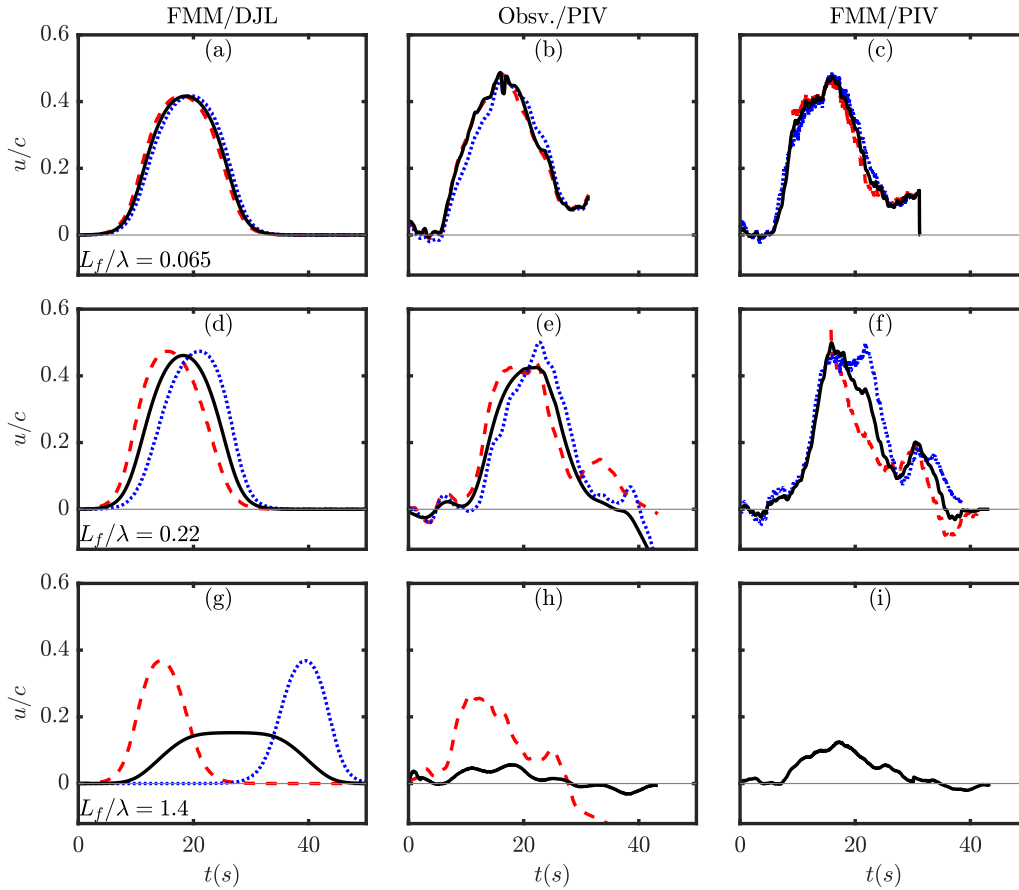 FMM/DJL Obsv./PIV FMM/PIV
(a) (b) (c)
0.6
0.4
0.2
0
u/c
L_f/λ = 0.065
(d) (e) (f)
0.6
0.4
0.2
0
u/c
L_f/λ = 0.22
(g) (h) (i)
0.6
0.4
0.2
0
u/c
L_f/λ = 1.4
0 20 40 0 20 40 0 20 40
t(s) t(s) t(s)